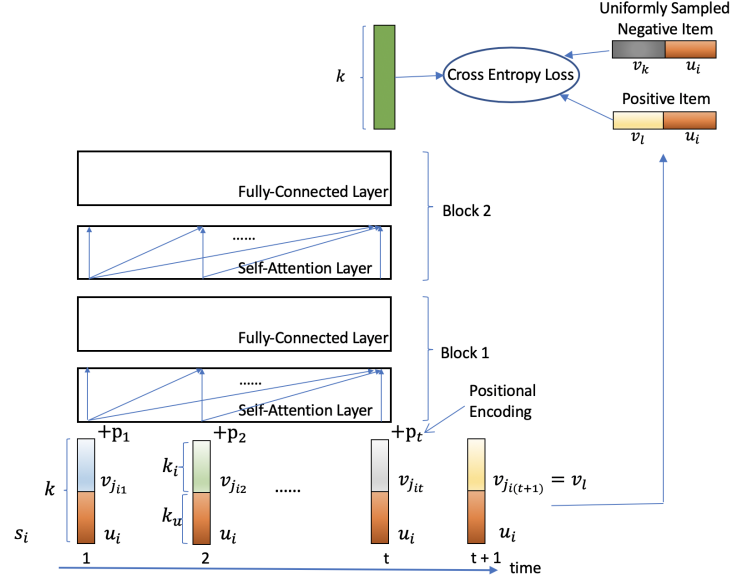 Uniformly Sampled
Negative Item
v_k u_i
k
Cross Entropy Loss
Positive Item
v_l u_i
Fully-Connected Layer
Block 2
......
Self-Attention Layer
Fully-Connected Layer
Block 1
......
Self-Attention Layer
Positional
Encoding
+p_1 +p_2 +p_t
k v_{j_{i1}} k_i v_{j_{i2}} ...... v_{j_{it}} v_{j_{i(t+1)}} = v_l
s_i u_i k_u u_i u_i u_i
1 2 t t + 1
time